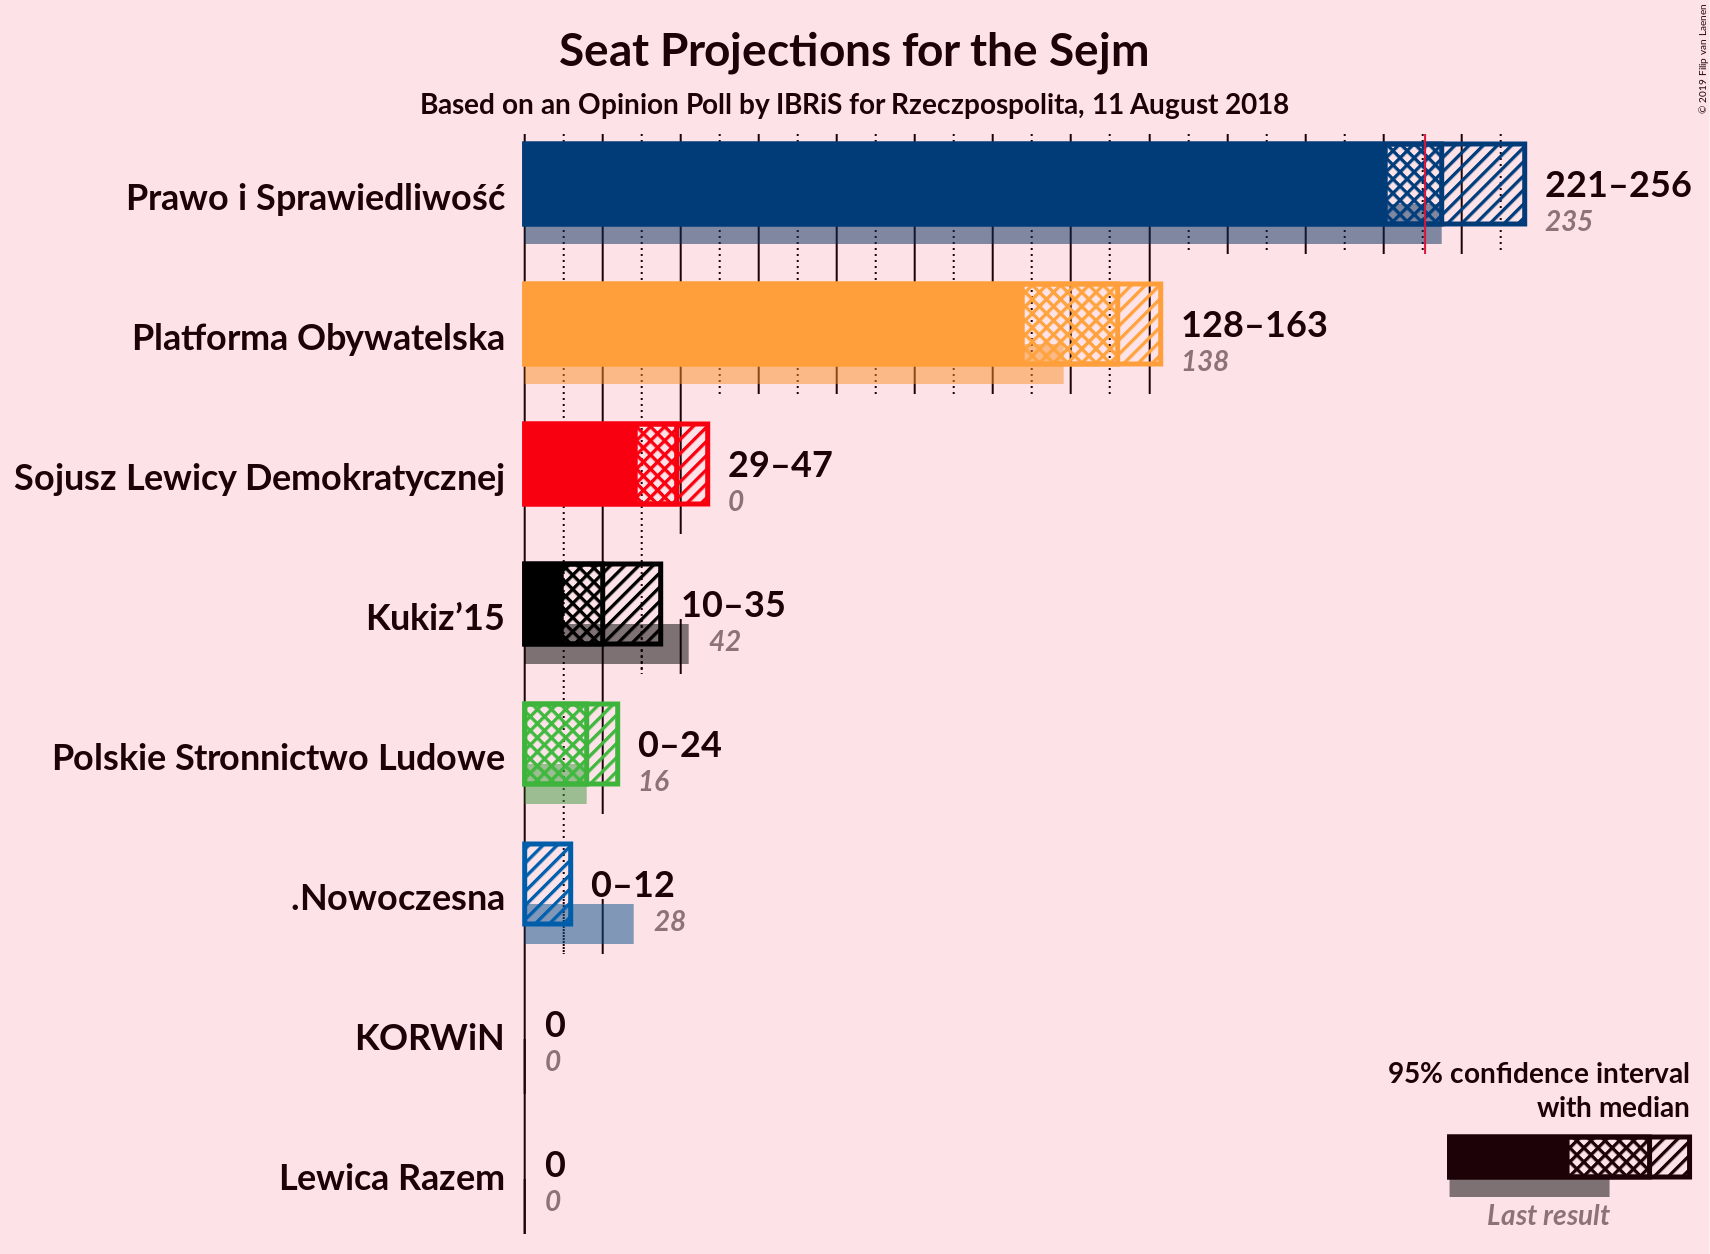 Seat Projections for the Sejm
Based on an Opinion Poll by IBRiS for Rzeczpospolita, 11 August 2018
© 2019 Filip van Laenen
Prawo i Sprawiedliwość
221–256
235
Platforma Obywatelska
128–163
138
Sojusz Lewicy Demokratycznej
29–47
0
Kukiz’15
10–35
42
Polskie Stronnictwo Ludowe
0–24
16
.Nowoczesna
0–12
28
KORWiN
0
0
Lewica Razem
0
0
95% confidence interval
with median
Last result